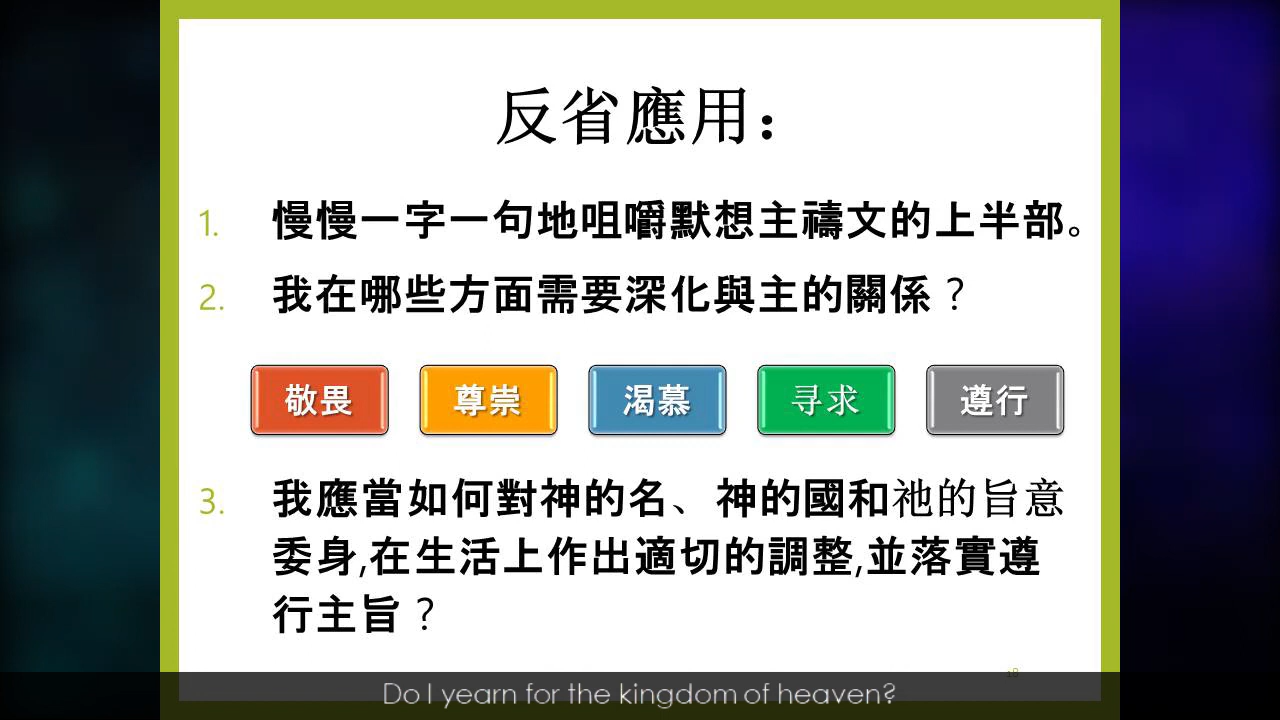 反省應用：
1. 慢慢一字一句地咀嚼默想主禱文的上半部。
2. 我在哪些方面需要深化與主的關係？
敬畏 尊崇 渴慕 寻求 遵行
3. 我應當如何對神的名、神的國和祂的旨意
委身,在生活上作出適切的調整,並落實遵
行主旨？
18
Do I yearn for the kingdom of heaven?